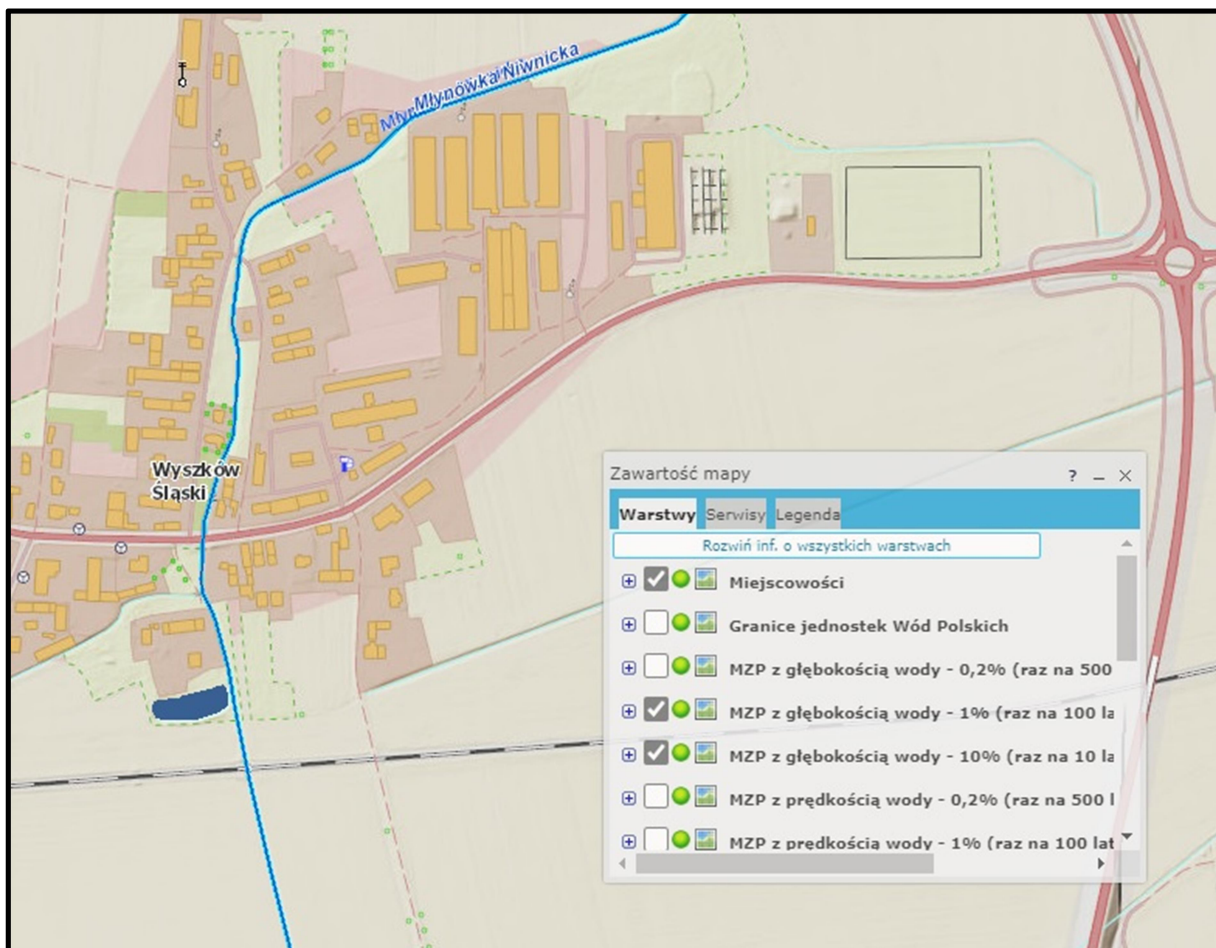 Młynówka Niwnicka
Wyszków
Śląski
Zawartość mapy
?
Warstwy Serwisy Legenda
Rozwiń inf. o wszystkich warstwach
Miejscowości
Granice jednostek Wód Polskich
MZP z głębokością wody - 0,2% (raz na 500
MZP z głębokością wody - 1% (raz na 100 la
MZP z głębokością wody - 10% (raz na 10 la
MZP z prędkością wody - 0,2% (raz na 500 l
MZP z prędkością wody - 1% (raz na 100 lat